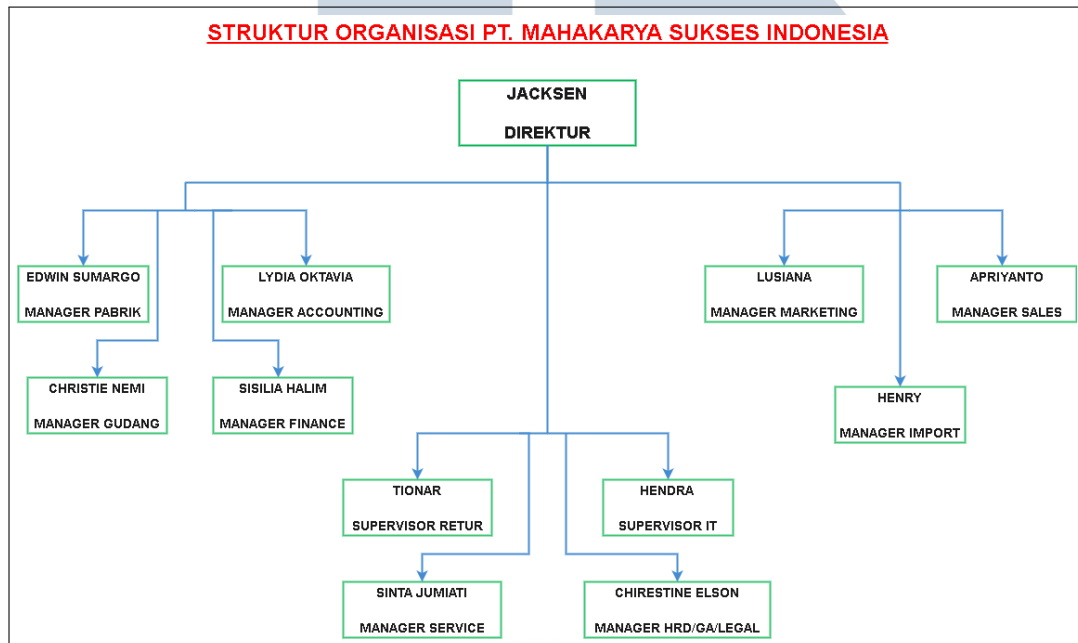 STRUKTUR ORGANISASI PT. MAHAKARYA SUKSES INDONESIA
JACKSEN
DIREKTUR
EDWIN SUMARGO
MANAGER PABRIK
LYDIA OKTAVIA
MANAGER ACCOUNTING
LUSIANA
MANAGER MARKETING
APRIYANTO
MANAGER SALES
CHRISTIE NEMI
MANAGER GUDANG
SISILIA HALIM
MANAGER FINANCE
HENRY
MANAGER IMPORT
TIONAR
SUPERVISOR RETUR
HENDRA
SUPERVISOR IT
SINTA JUMIATI
MANAGER SERVICE
CHIRESTINE ELSON
MANAGER HRD/GA/LEGAL